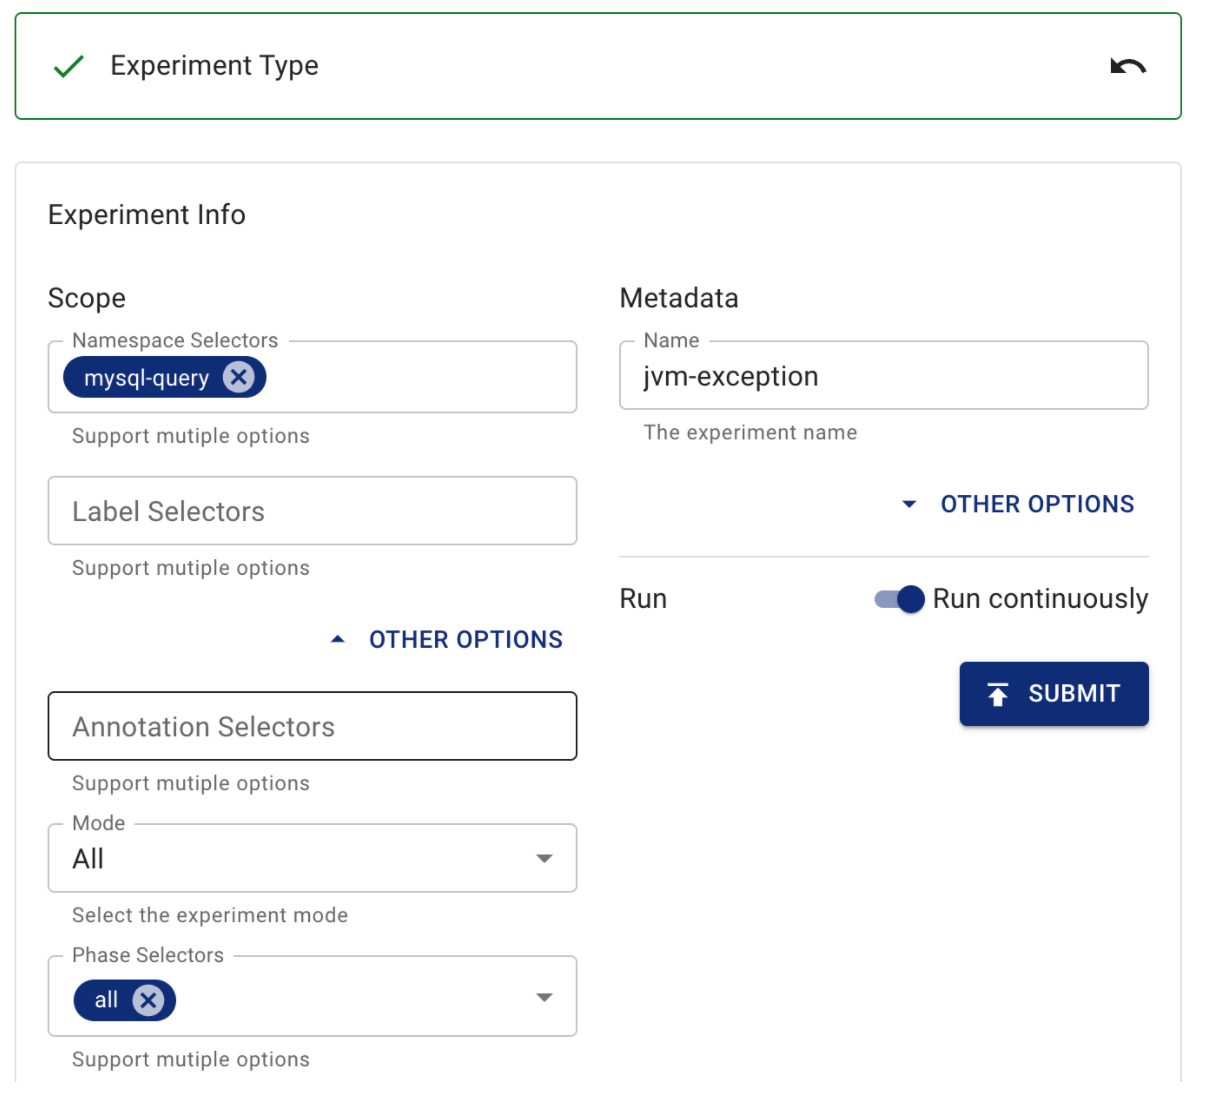 Experiment Type
Experiment Info
Scope
Namespace Selectors
mysql-query
Support mutiple options
Label Selectors
Support mutiple options
OTHER OPTIONS
Annotation Selectors
Support mutiple options
Mode
All
Select the experiment mode
Phase Selectors
all
Support mutiple options
Metadata
Name
jvm-exception
The experiment name
OTHER OPTIONS
Run
Run continuously
SUBMIT